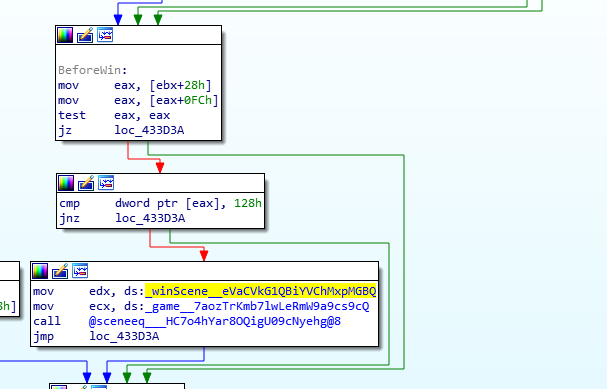 BeforeWin:
mov eax, [ebx+28h]
mov eax, [eax+0FCh]
test eax, eax
jz loc_433D3A
cmp dword ptr [eax], 128h
jnz loc_433D3A
8h]
mov edx, ds:_winScene__eVaCVkG1QBiYVChMxpMGBQ
mov ecx, ds:_game__7aozTrKmb7lwLeRmW9a9cs9cQ
call @sceneeq___HC7o4hYar8OQigU09cNyehg@8
jmp loc_433D3A